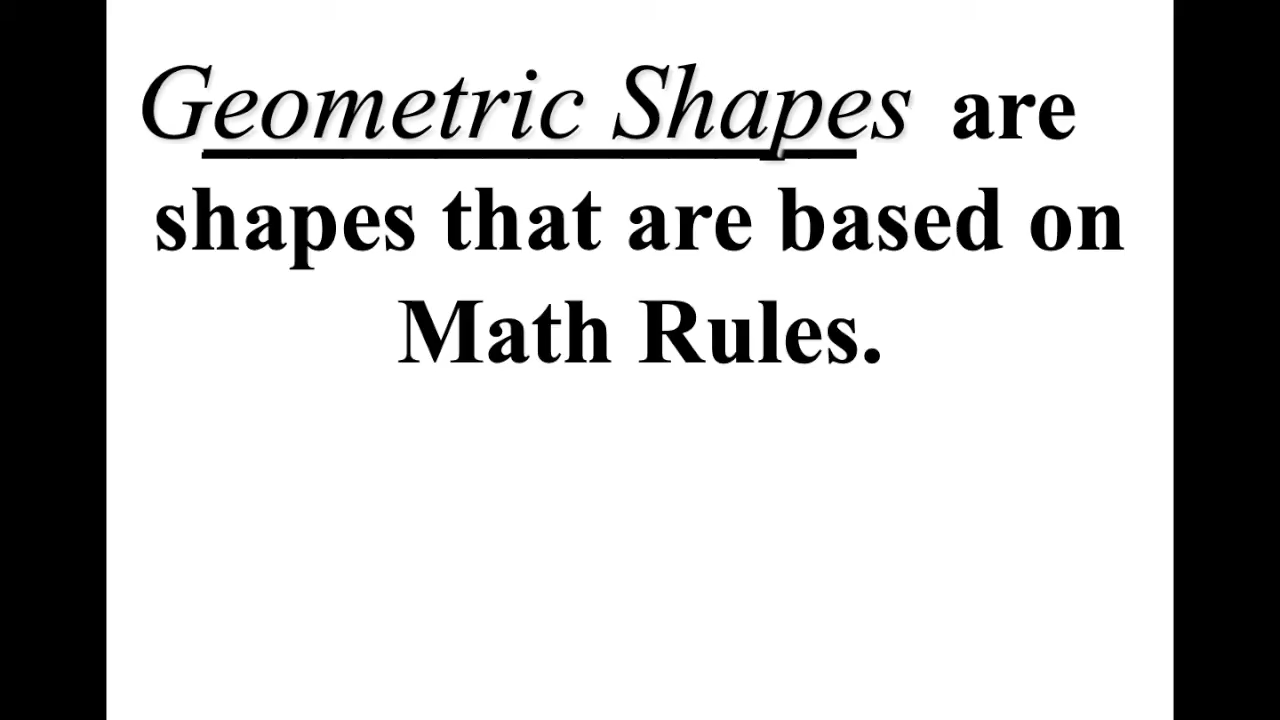 Geometric Shapes are
shapes that are based on
Math Rules.